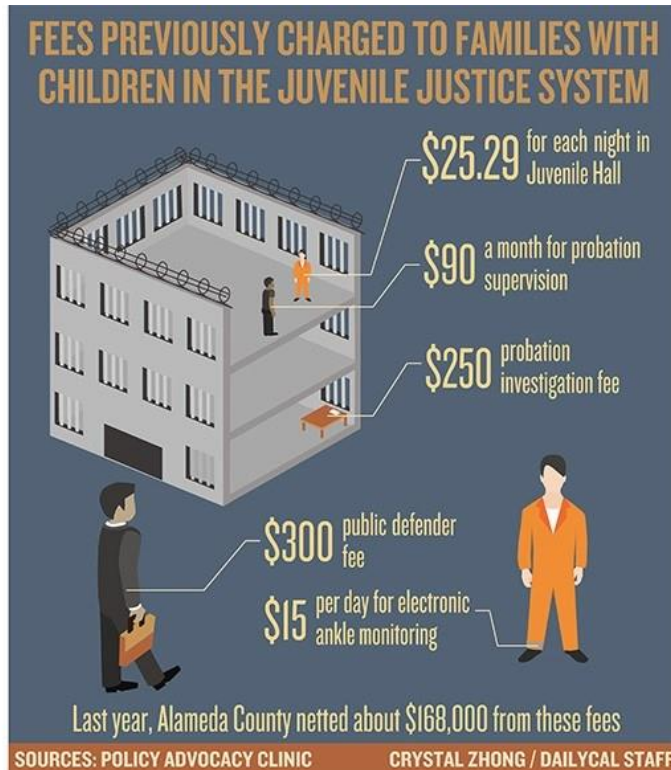 FEES PREVIOUSLY CHARGED TO FAMILIES WITH
CHILDREN IN THE JUVENILE JUSTICE SYSTEM
$25.29 for each night in
Juvenile Hall
$90 a month for probation
supervision
$250 probation
investigation fee
$300 public defender
fee
$15 per day for electronic
ankle monitoring
Last year, Alameda County netted about $168,000 from these fees
SOURCES: POLICY ADVOCACY CLINIC
CRYSTAL ZHONG / DAILYCAL STAFF